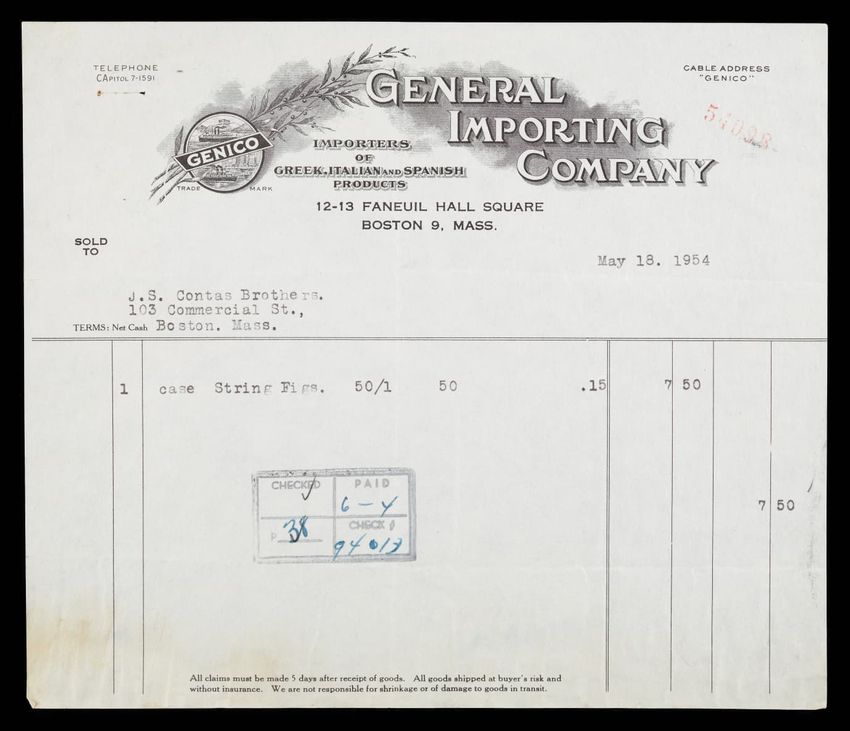 TELEPHONE
CAPITOL 7-1591
CABLE ADDRESS
"GENICO"
GENERAL
IMPORTING
COMPANY
GENICO
TRADE MARK
IMPORTERS
OF
GREEK, ITALIAN AND SPANISH
PRODUCTS
12-13 FANEUIL HALL SQUARE
BOSTON 9, MASS.
SOLD
TO
May 18. 1954
J.S. Contas Brothers.
103 Commercial St.,
TERMS: Net Cash Boston. Mass.
1 case String Figs. 50/1 50 .15 7 50
CHECKED PAID
6-4
P 38 CHECK #
94013
7 50
All claims must be made 5 days after receipt of goods. All goods shipped at buyer's risk and
without insurance. We are not responsible for shrinkage or of damage to goods in transit.